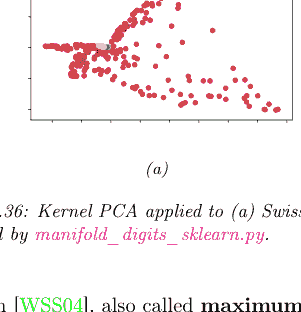 (a)
.36: Kernel PCA applied to (a) Swiss
d by manifold_digits_sklearn.py.
n [WSS04], also called maximum